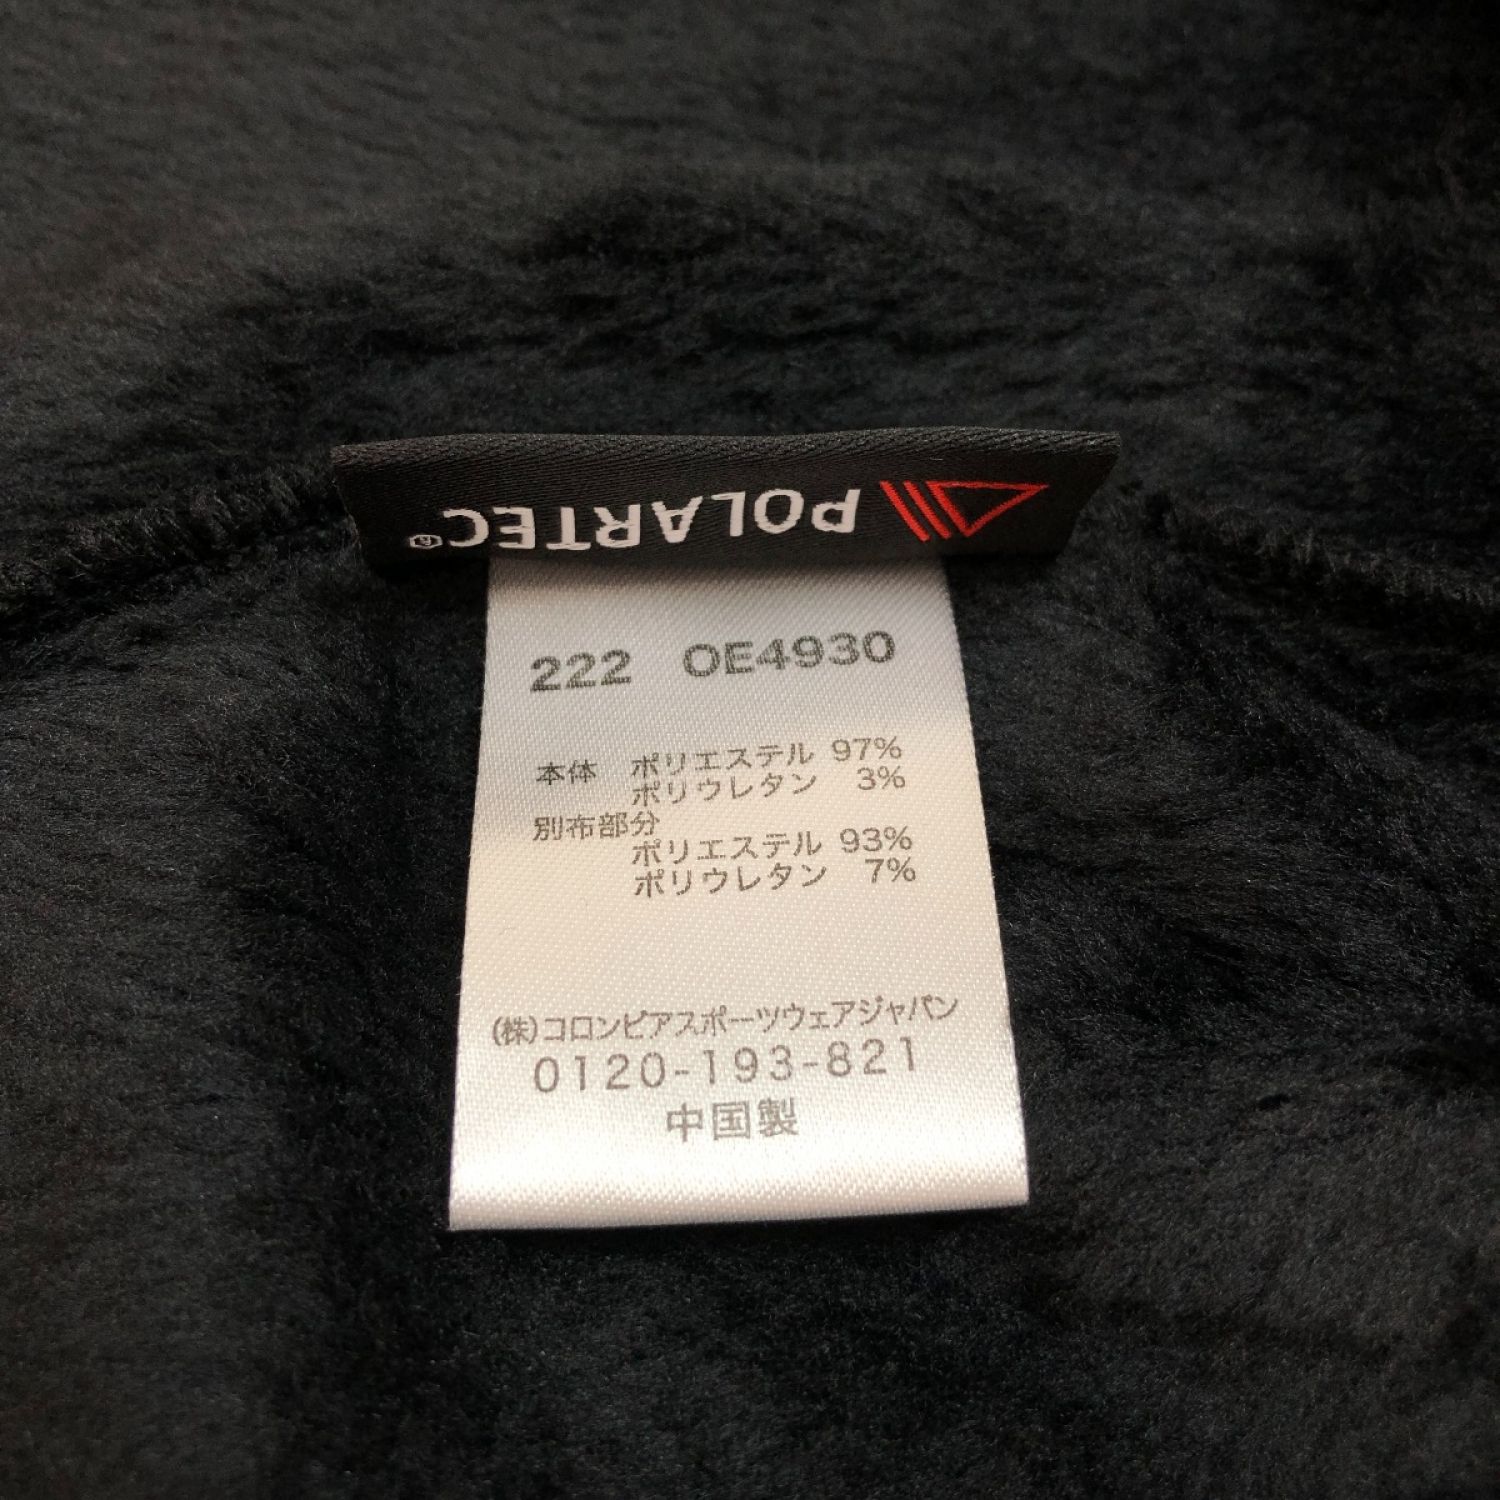 POLARTEC®
222 OE4930
本体 ポリエステル 97%
ポリウレタン 3%
別布部分
ポリエステル 93%
ポリウレタン 7%
(株)コロンビアスポーツウェアジャパン
0120-193-821
中国製